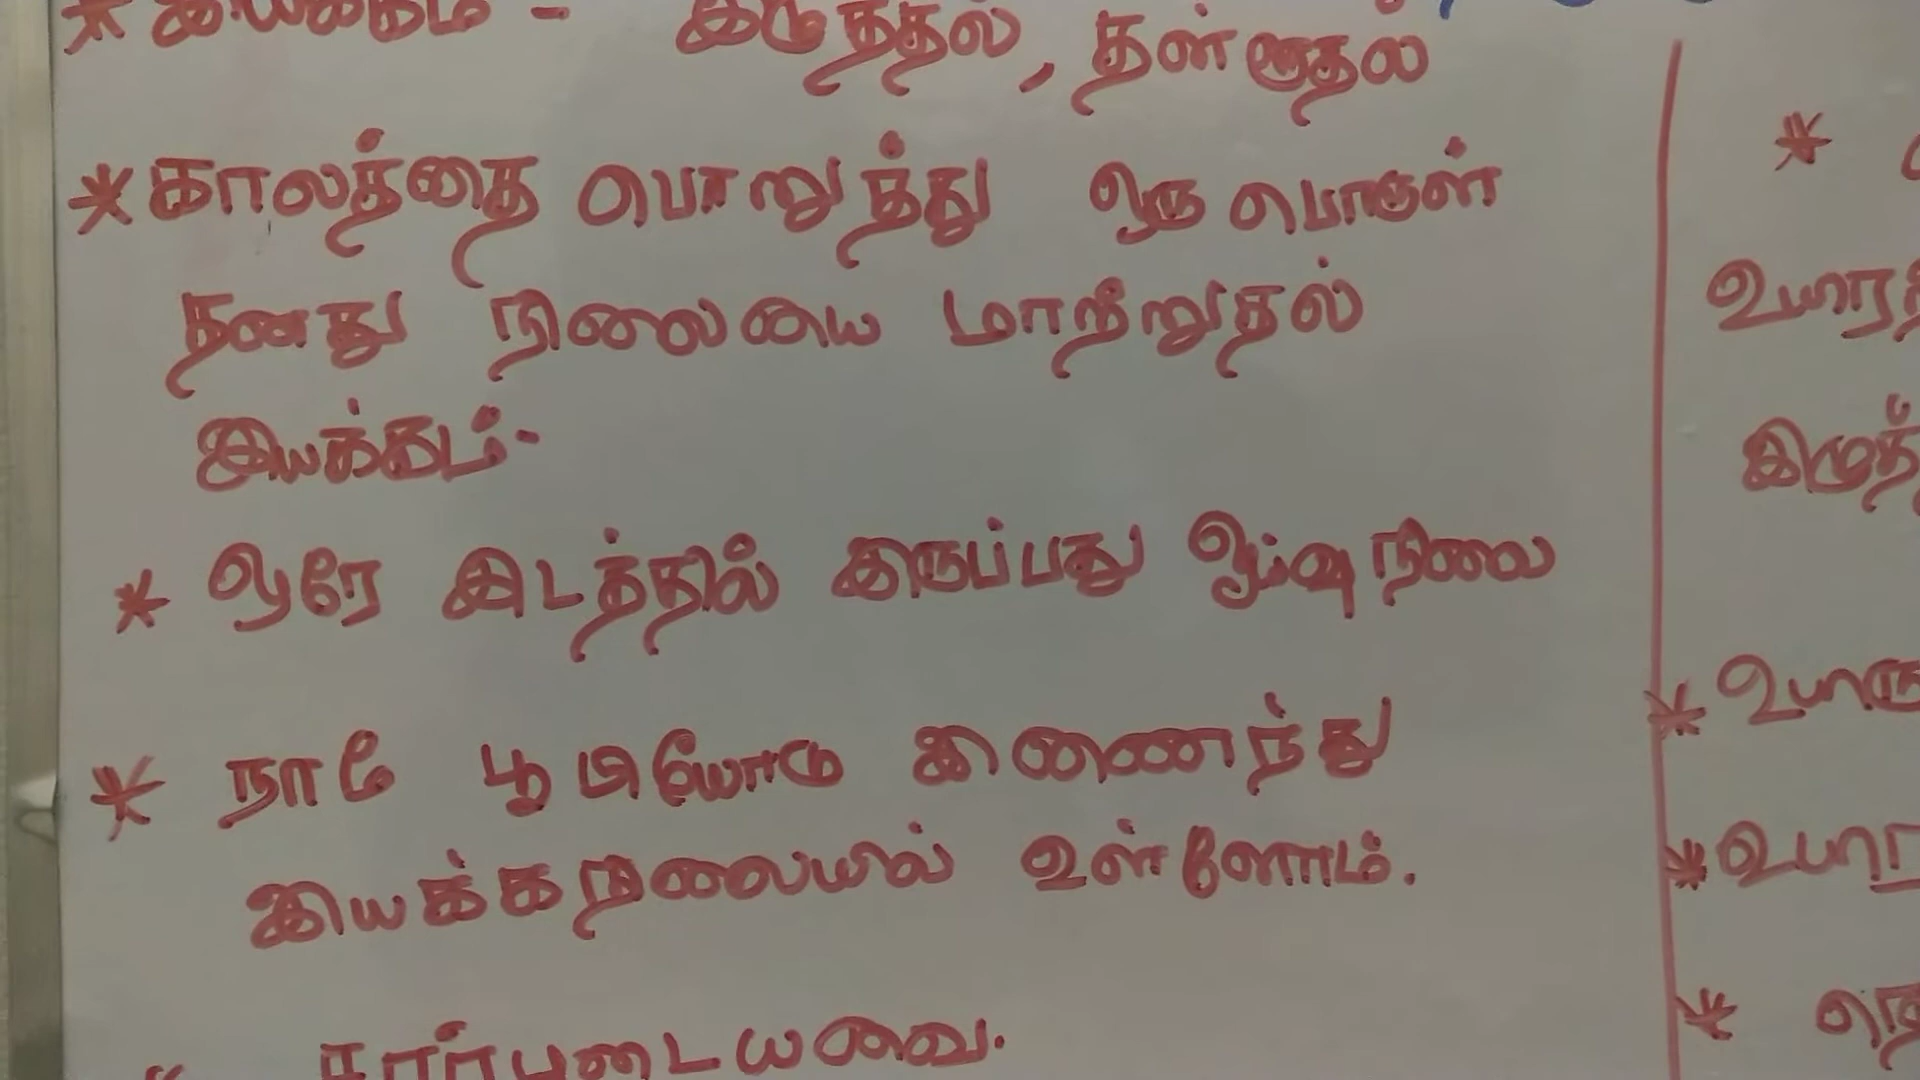 * இயக்கம் - இழுத்தல், தள்ளுதல்
* காலத்தை பொறுத்து ஒரு பொருள்
தனது நிலையை மாற்றுதல்
இயக்கம்.
* ஒரே இடத்தில் இருப்பது ஓய்வு நிலை
* நாமே பூமியோடு இணைந்து
இயக்கநிலையில் உள்ளோம்.
* சார்புடையவை.
*
*
*
*